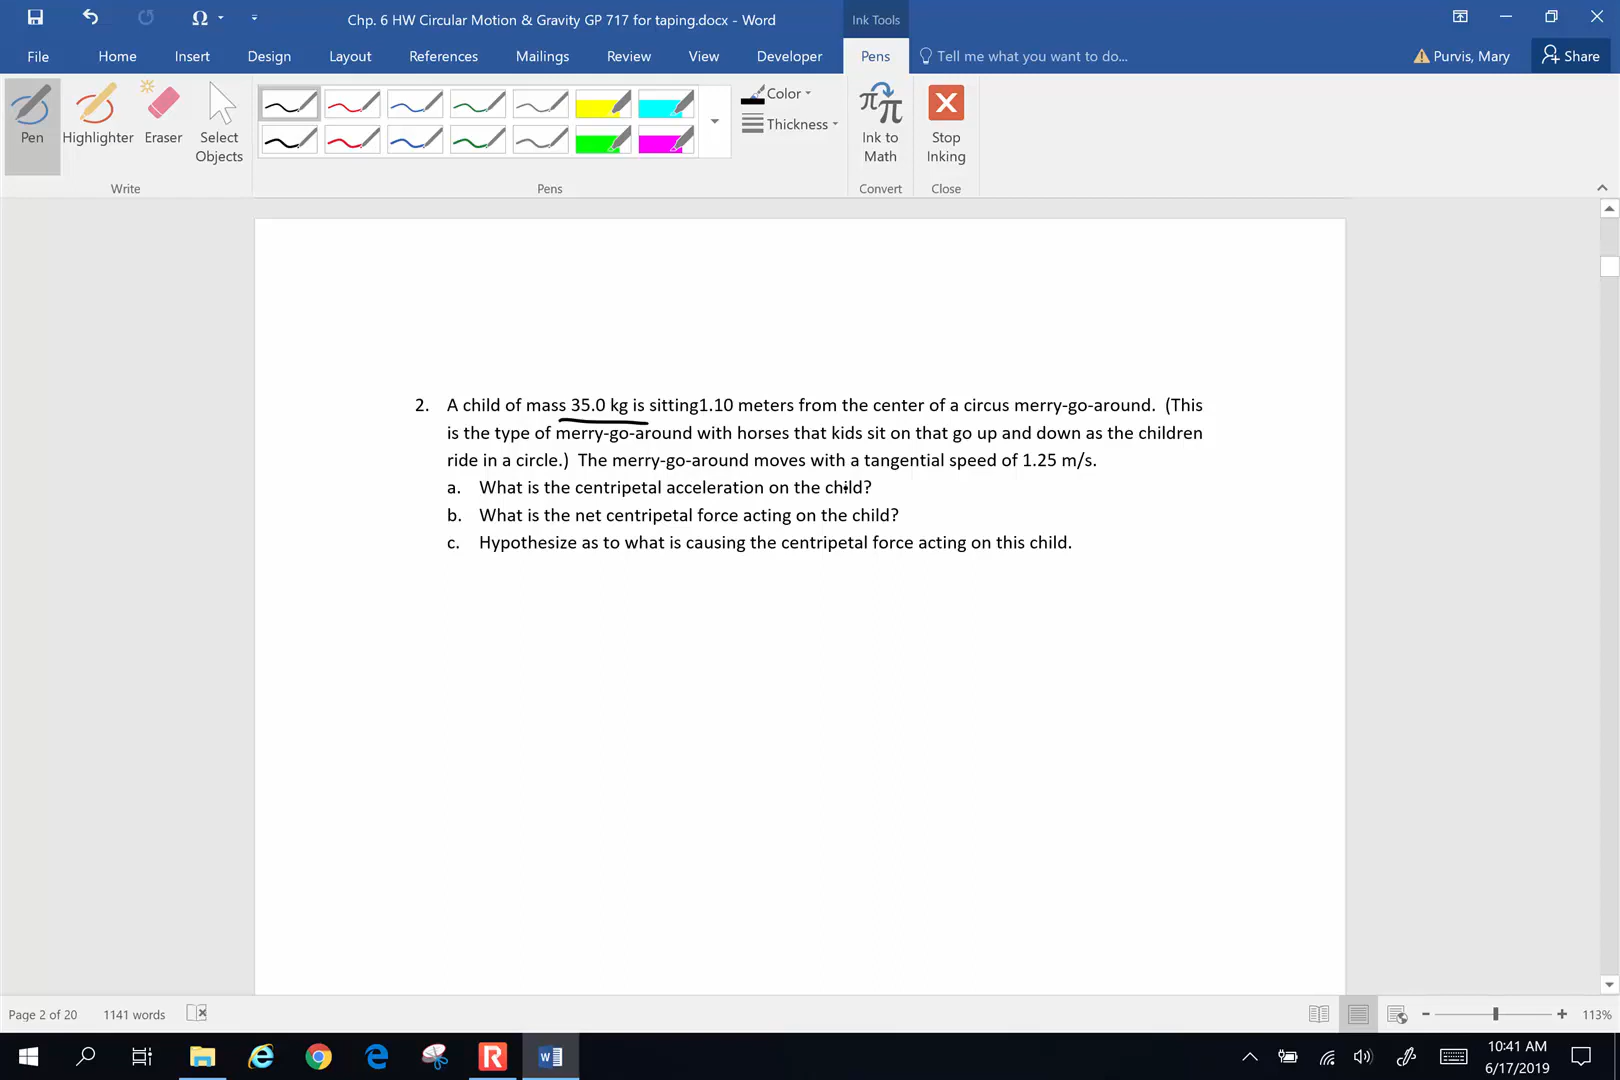 Chp. 6 HW Circular Motion & Gravity GP 717 for taping.docx - Word
Ink Tools
File
Home
Insert
Design
Layout
References
Mailings
Review
View
Developer
Pens
Tell me what you want to do...
Purvis, Mary
Share
Pen
Highlighter
Eraser
Select
Objects
Color
Thickness
Ink to
Math
Stop
Inking
Write
Pens
Convert
Close
2. A child of mass 35.0 kg is sitting1.10 meters from the center of a circus merry-go-around. (This
is the type of merry-go-around with horses that kids sit on that go up and down as the children
ride in a circle.) The merry-go-around moves with a tangential speed of 1.25 m/s.
a. What is the centripetal acceleration on the child?
b. What is the net centripetal force acting on the child?
c. Hypothesize as to what is causing the centripetal force acting on this child.
Page 2 of 20
1141 words
113%
10:41 AM
6/17/2019